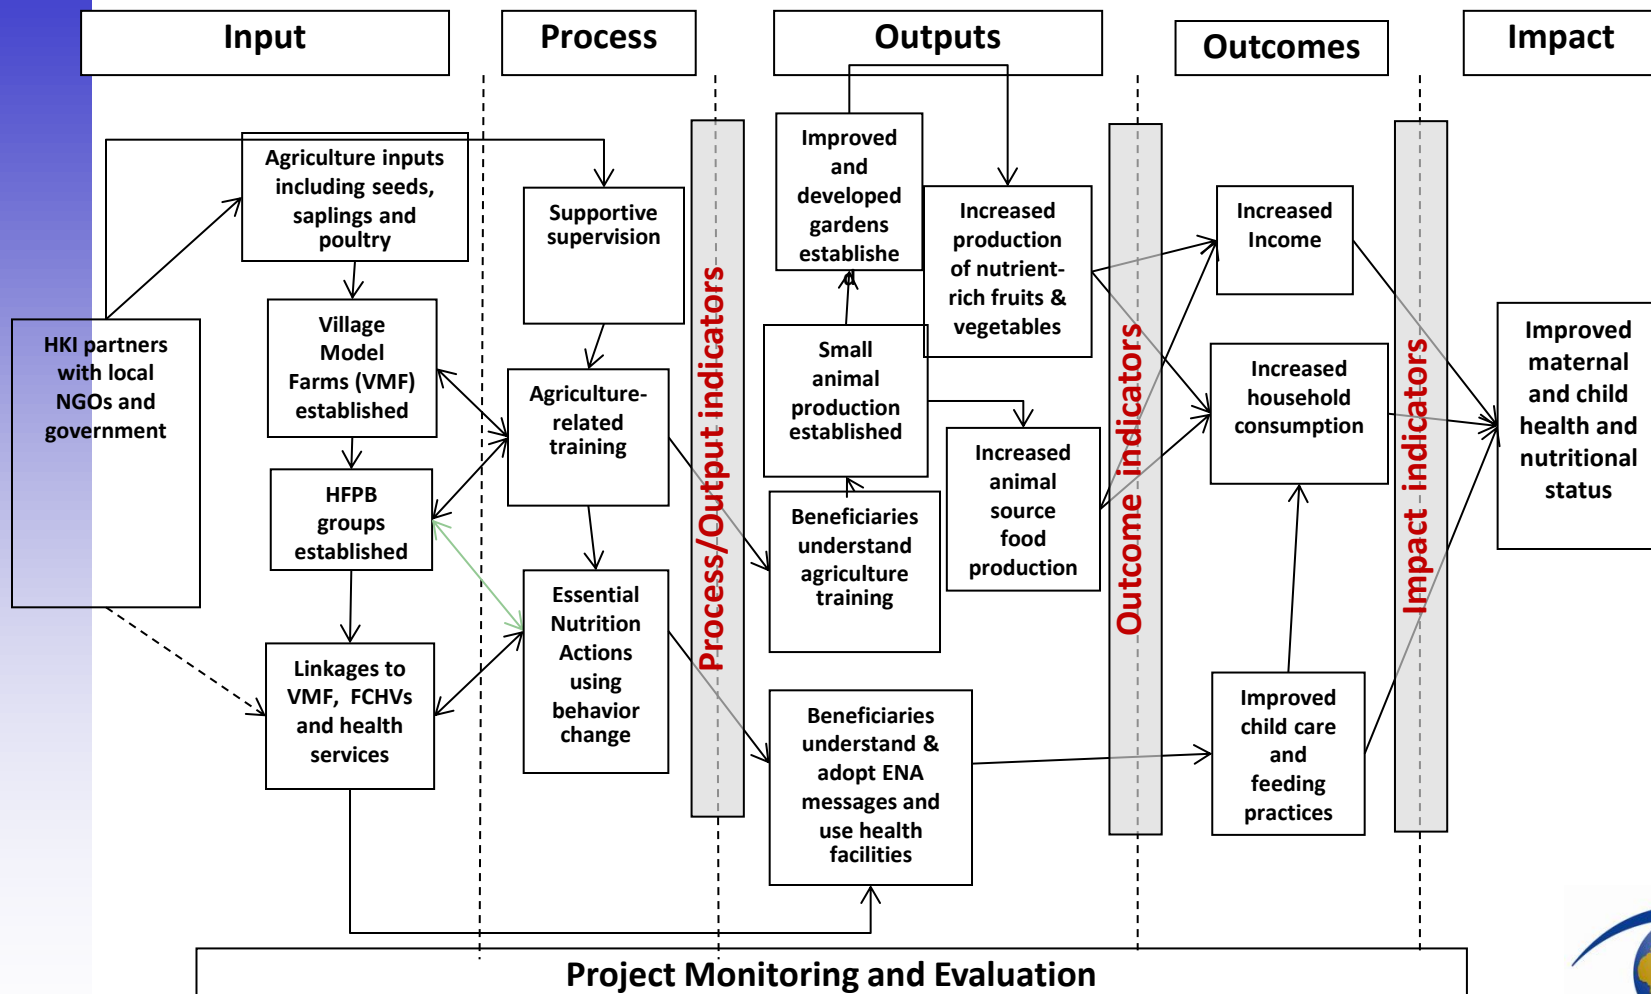 Input
Process
Outputs
Outcomes
Impact
HKI partners
with local
NGOs and
government
Agriculture inputs
including seeds,
saplings and
poultry
Village
Model
Farms (VMF)
established
HFPB
groups
established
Linkages to
VMF, FCHVs
and health
services
Supportive
supervision
Agriculture-
related
training
Essential
Nutrition
Actions
using
behavior
change
Process/Output indicators
Improved
and
developed
gardens
establishe
d
Increased
production
of nutrient-
rich fruits &
vegetables
Small
animal
production
established
Increased
animal
source
food
production
Beneficiaries
understand
agriculture
training
Beneficiaries
understand &
adopt ENA
messages and
use health
facilities
Outcome indicators
Increased
Income
Increased
household
consumption
Improved
child care
and
feeding
practices
Impact indicators
Improved
maternal
and child
health and
nutritional
status
Project Monitoring and Evaluation